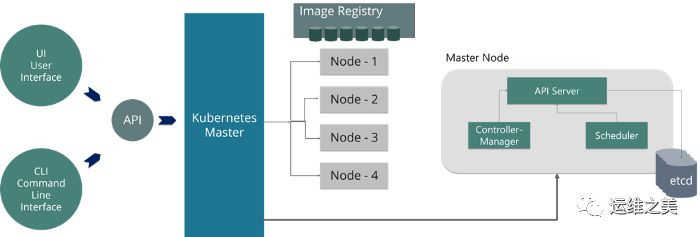 UI
User
Interface
CLI
Command
Line
Interface
API
Kubernetes
Master
Image Registry
Node - 1
Node - 2
Node - 3
Node - 4
Master Node
API Server
Controller-
Manager
Scheduler
etcd
运维之美